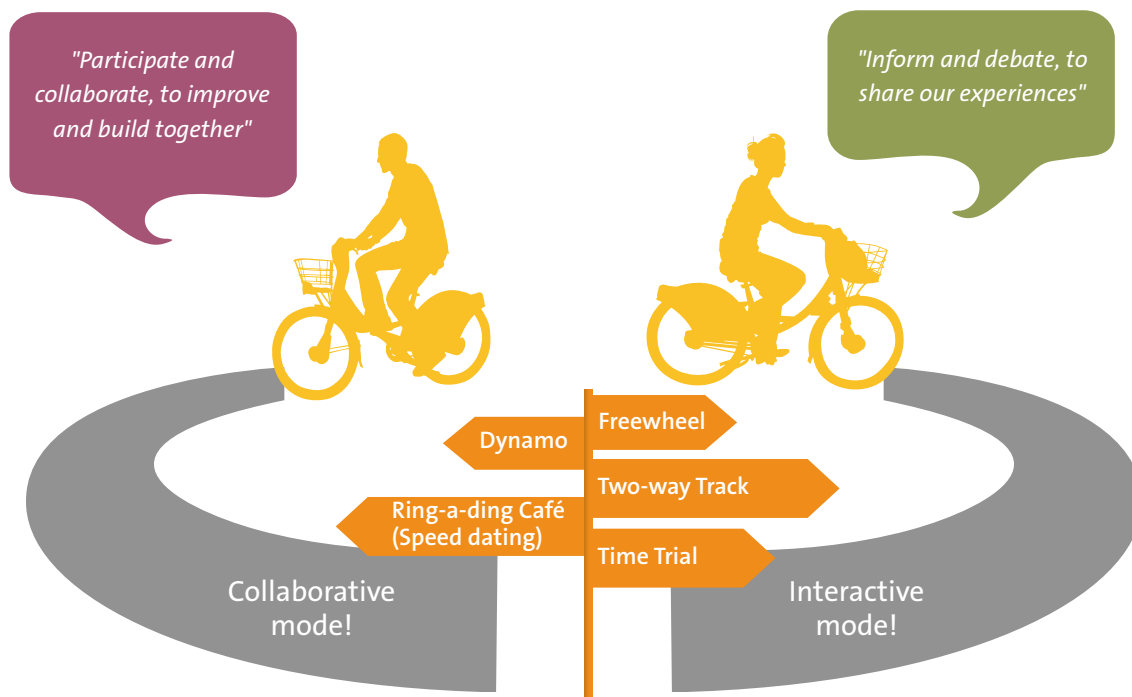 "Participate and
collaborate, to improve
and build together"
"Inform and debate, to
share our experiences"
Freewheel
Dynamo
Two-way Track
Ring-a-ding Café
(Speed dating)
Time Trial
Collaborative
mode!
Interactive
mode!